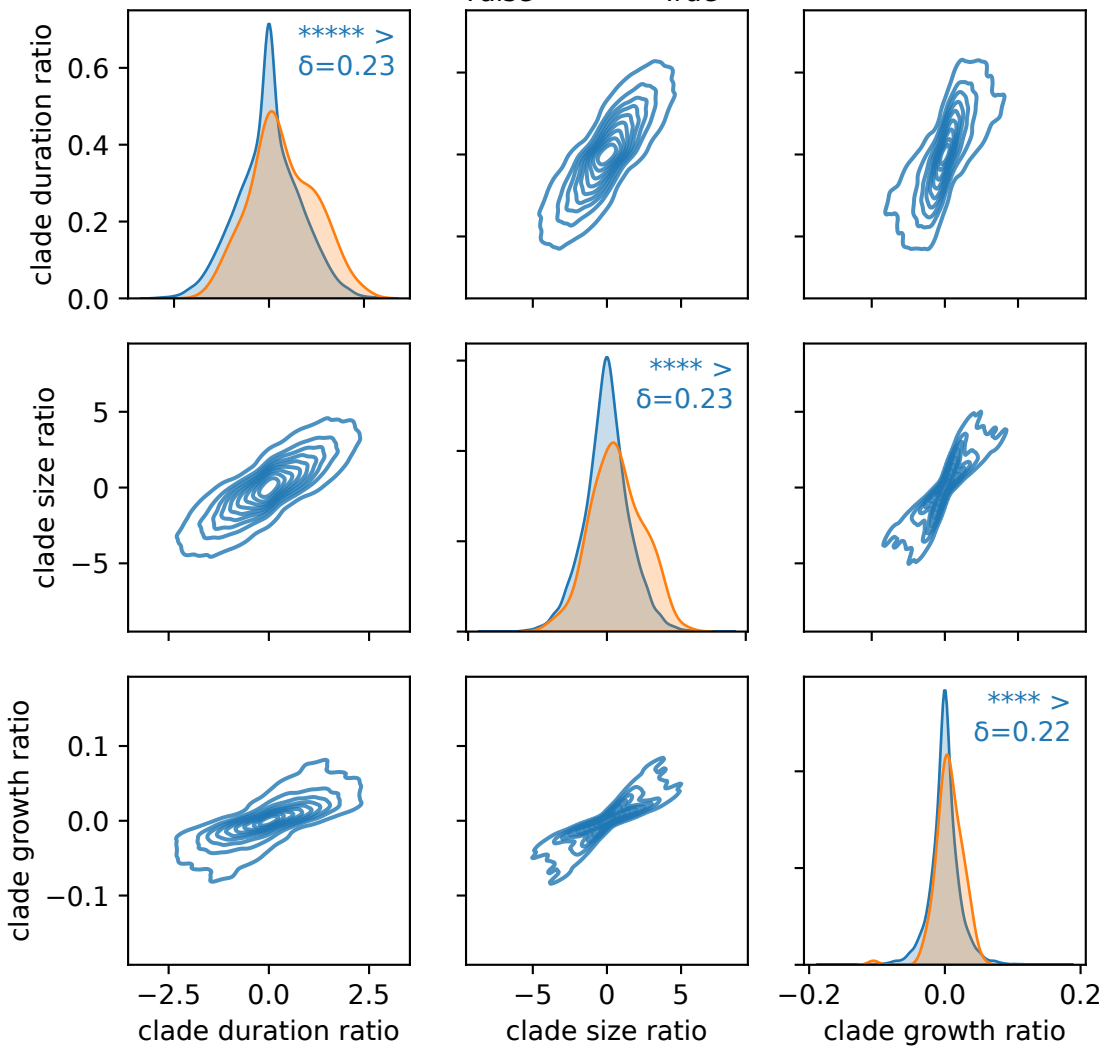 ***** >
δ=0.23
clade duration ratio
0.6
0.4
0.2
0.0
**** >
δ=0.23
clade size ratio
5
0
−5
**** >
δ=0.22
clade growth ratio
0.1
0.0
−0.1
−2.5 0.0 2.5
−5 0 5
−0.2 0.0 0.2
clade duration ratio
clade size ratio
clade growth ratio